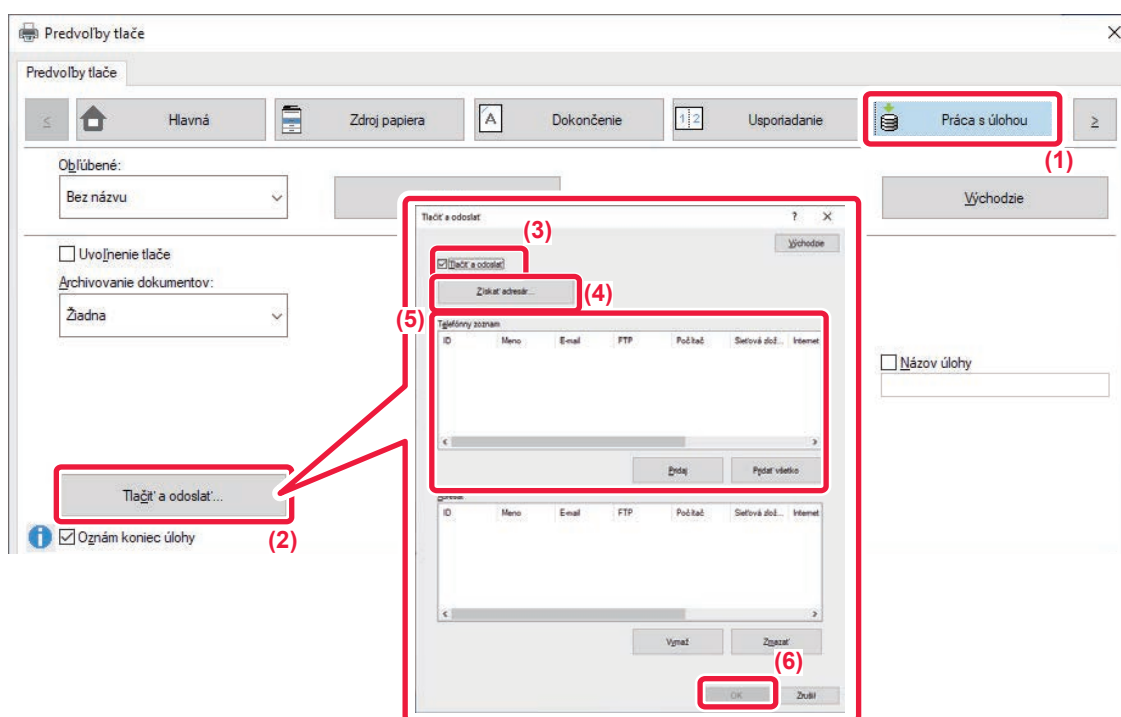 Predvoľby tlače
Predvoľby tlače
< Hlavná Zdroj papiera Dokončenie Usporiadanie Práca s úlohou >
(1)
Obľúbené:
Bez názvu
Východzie
Tlačiť a odoslať ? X
(3)
Východzie
Uvoľnenie tlače
Tlačiť a odoslať
Archivovanie dokumentov:
Získať adresár...
(4)
Žiadna
(5)
Telefónny zoznam
ID Meno E-mail FTP Počítač Sieťová zlož... Internet
Názov úlohy
Pridaj Pridať všetko
Tlačiť a odoslať...
Adresár
ID Meno E-mail FTP Počítač Sieťová zlož... Internet
Oznám koniec úlohy
(2)
Vymaž Zmazať
(6)
OK Zrušiť